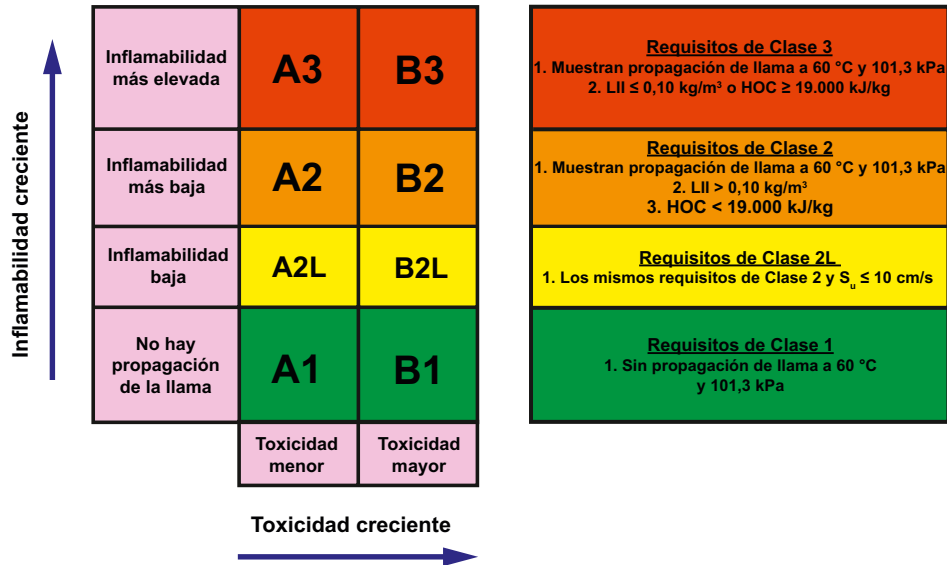 Inflamabilidad creciente
Inflamabilidad
más elevada
A3
B3
Inflamabilidad
más baja
A2
B2
Inflamabilidad
baja
A2L
B2L
No hay
propagación
de la llama
A1
B1
Toxicidad
menor
Toxicidad
mayor
Toxicidad creciente
Requisitos de Clase 3
1. Muestran propagación de llama a 60 °C y 101,3 kPa
2. LII ≤ 0,10 kg/m³ o HOC ≥ 19.000 kJ/kg
Requisitos de Clase 2
1. Muestran propagación de llama a 60 °C y 101,3 kPa
2. LII > 0,10 kg/m³
3. HOC < 19.000 kJ/kg
Requisitos de Clase 2L
1. Los mismos requisitos de Clase 2 y Su ≤ 10 cm/s
Requisitos de Clase 1
1. Sin propagación de llama a 60 °C
y 101,3 kPa